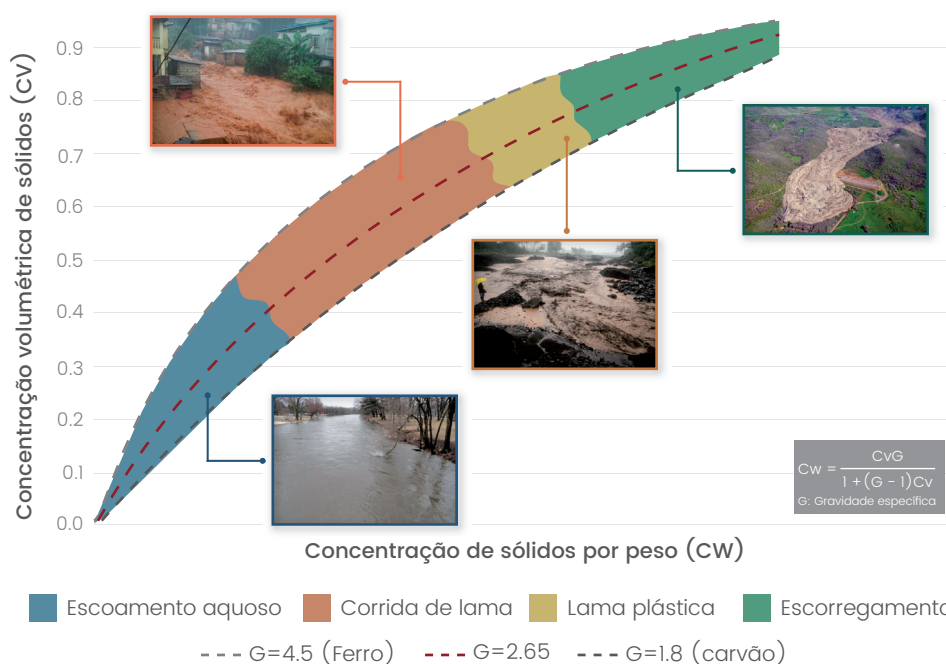 Concentração volumétrica de sólidos (CV)
0.9
0.8
0.7
0.6
0.5
0.4
0.3
0.2
0.1
0.0
Cw = CvG
1 + (G - 1)Cv
G: Gravidade específica
Concentração de sólidos por peso (CW)
Escoamento aquoso Corrida de lama Lama plástica Escorregamento
G=4.5 (Ferro) G=2.65 G=1.8 (carvão)